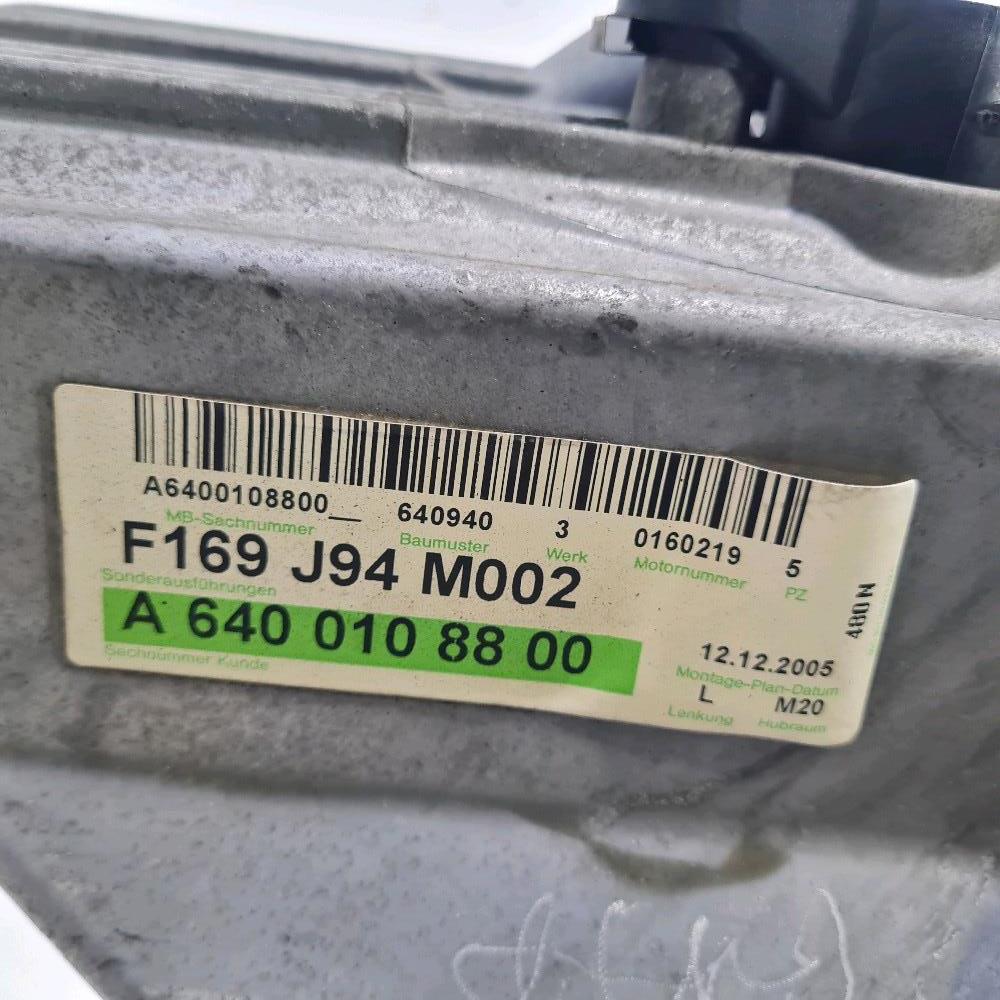 A6400108800_ 640940 3 0160219 5
MB-Sachnummer Baumuster Werk Motornummer PZ
F169 J94 M002
Sonderausführungen
A 640 010 88 00
Sachnummer Kunde
12.12.2005
Montage-Plan-Datum
L M20
Lenkung Hubraum
480 N